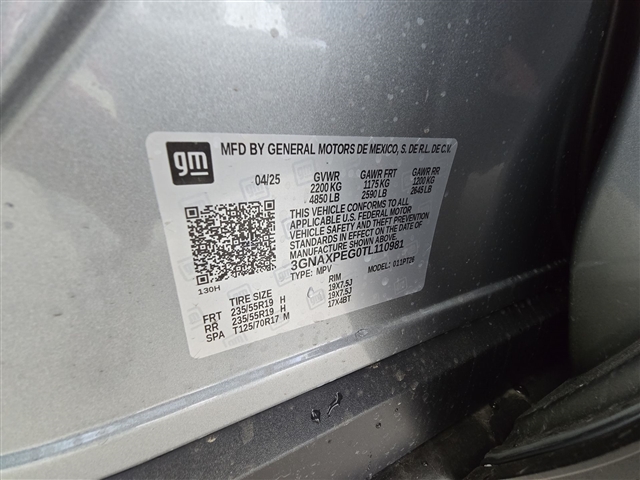 gm
MFD BY GENERAL MOTORS DE MEXICO, S. DE R.L. DE C.V.
04/25 GVWR GAWR FRT GAWR RR
2200 KG 1175 KG 1200 KG
4850 LB 2590 LB 2645 LB
THIS VEHICLE CONFORMS TO ALL
APPLICABLE U.S. FEDERAL MOTOR
VEHICLE SAFETY AND THEFT PREVENTION
STANDARDS IN EFFECT ON THE DATE OF
MANUFACTURE SHOWN ABOVE.
3GNAXPEG0TL110981
TYPE: MPV MODEL: 011PT26
130H
TIRE SIZE RIM
FRT 235/55R19 H 19X7.5J
RR 235/55R19 H 19X7.5J
SPA T125/70R17 M 17X4BT